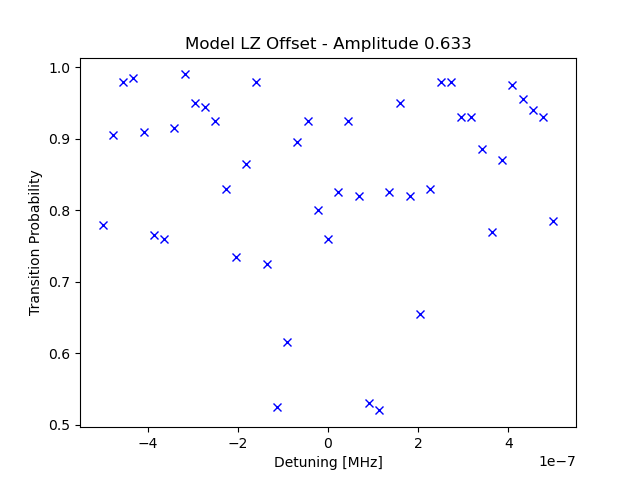 Model LZ Offset - Amplitude 0.633
1.0
0.9
0.8
0.7
0.6
0.5
Transition Probability
−4
−2
0
2
4
1e−7
Detuning [MHz]